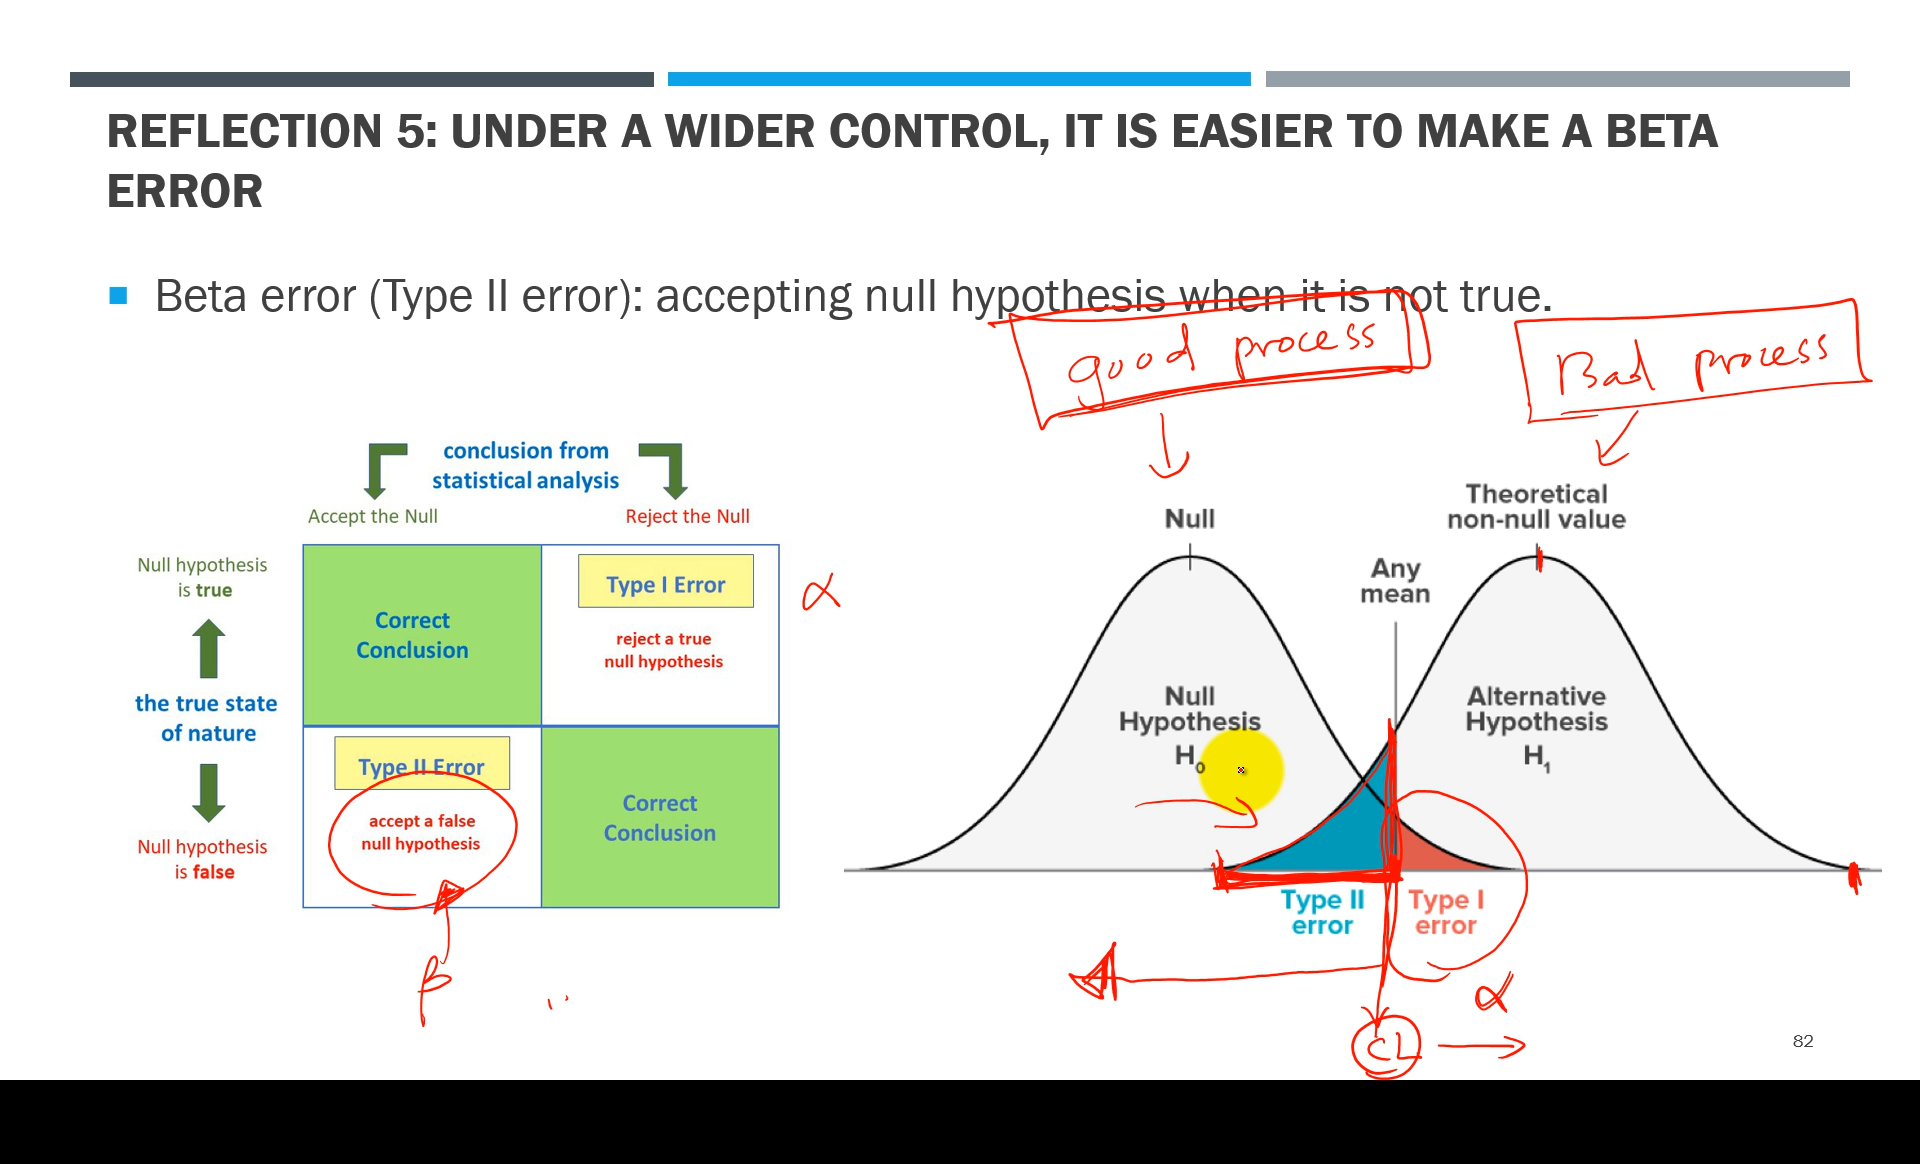 REFLECTION 5: UNDER A WIDER CONTROL, IT IS EASIER TO MAKE A BETA
ERROR
Beta error (Type II error): accepting null hypothesis when it is not true.
good process
Bad process
conclusion from
statistical analysis
Accept the Null
Reject the Null
Null hypothesis
is true
the true state
of nature
Null hypothesis
is false
Correct
Conclusion
Type I Error
reject a true
null hypothesis
α
Type II Error
accept a false
null hypothesis
Correct
Conclusion
β
Null
Theoretical
non-null value
Any
mean
Null
Hypothesis
H0
Alternative
Hypothesis
H1
Type II
error
Type I
error
α
CL
82